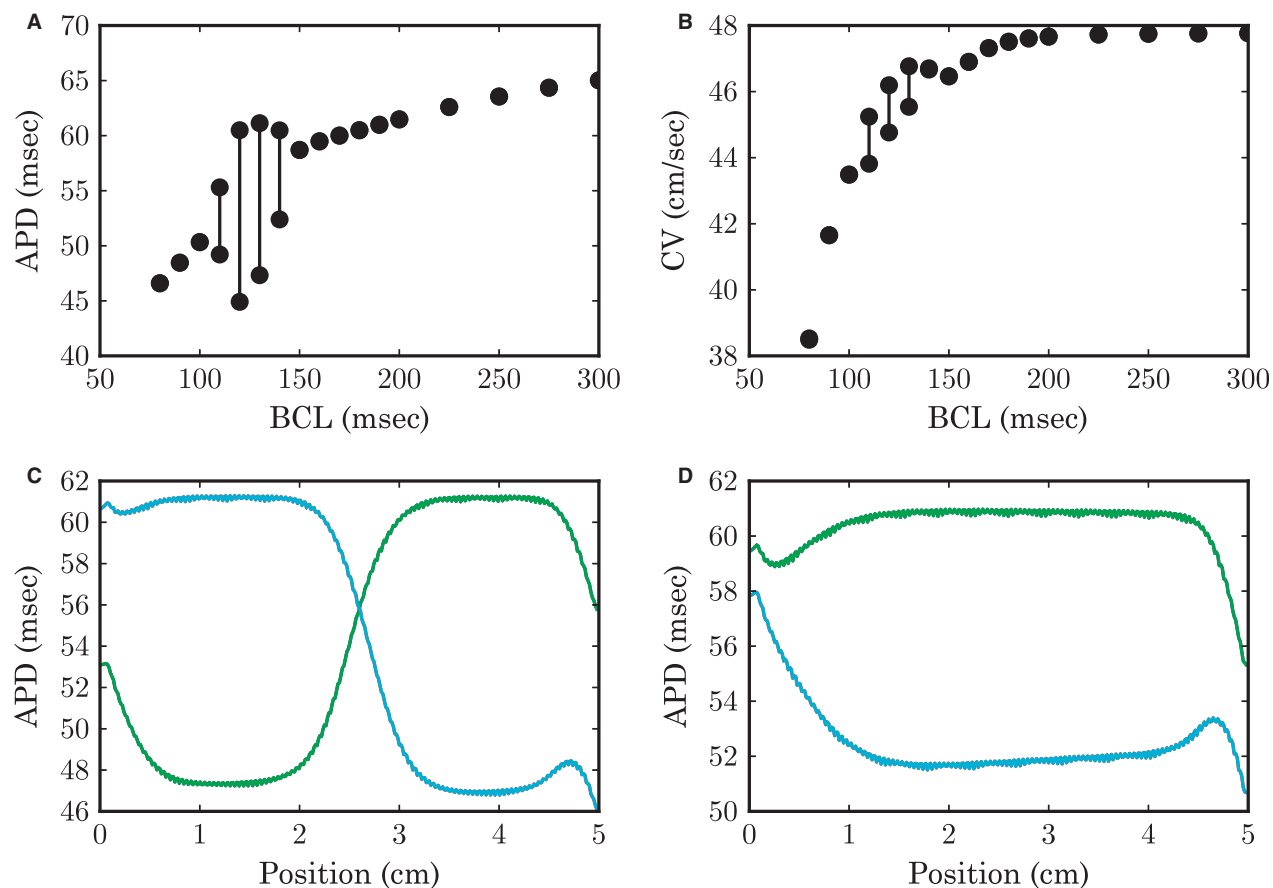 A
70
65
60
55
50
45
40
APD (msec)
50 100 150 200 250 300
BCL (msec)
B
48
46
44
42
40
38
CV (cm/sec)
50 100 150 200 250 300
BCL (msec)
C
62
60
58
56
54
52
50
48
46
APD (msec)
0 1 2 3 4 5
Position (cm)
D
62
60
58
56
54
52
50
APD (msec)
0 1 2 3 4 5
Position (cm)